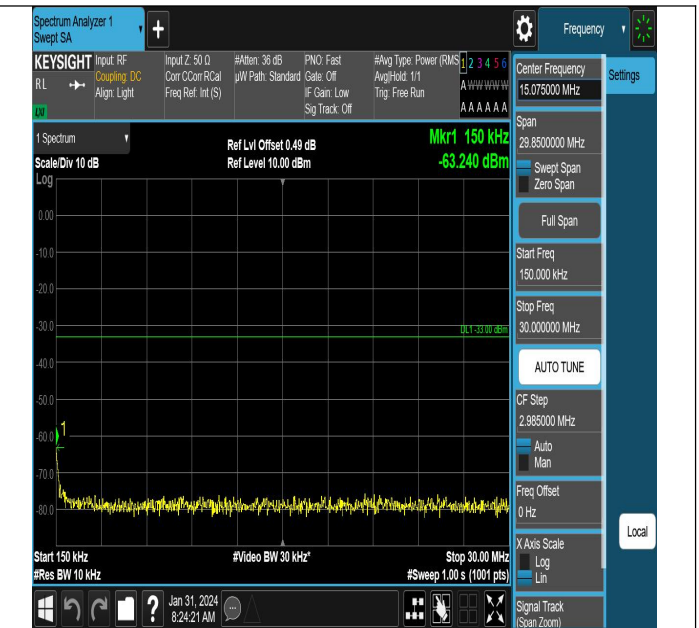 Spectrum Analyzer 1
Swept SA
+
Frequency
KEYSIGHT
RL
Input: RF
Coupling: DC
Align: Light
Input Z: 50 Ω
Corr CCorr RCal
Freq Ref: Int (S)
#Atten: 36 dB
µW Path: Standard
PNO: Fast
Gate: Off
IF Gain: Low
Sig Track: Off
#Avg Type: Power (RMS
Avg|Hold: 1/1
Trig: Free Run
1 2 3 4 5 6
A W W W W W
A A A A A A
Center Frequency
15.075000 MHz
Settings
Span
29.8500000 MHz
Swept Span
Zero Span
Full Span
Start Freq
150.000 kHz
Stop Freq
30.000000 MHz
AUTO TUNE
CF Step
2.985000 MHz
Auto
Man
Freq Offset
0 Hz
X Axis Scale
Log
Lin
Signal Track
(Span Zoom)
Local
1 Spectrum
Scale/Div 10 dB
Log
Ref Lvl Offset 0.49 dB
Ref Level 10.00 dBm
Mkr1 150 kHz
-63.240 dBm
0.00
-10.0
-20.0
-30.0
DL1 -33.00 dBm
-40.0
-50.0
-60.0
1
-70.0
-80.0
Start 150 kHz
#Res BW 10 kHz
#Video BW 30 kHz*
Stop 30.00 MHz
#Sweep 1.00 s (1001 pts)
?
Jan 31, 2024
8:24:21 AM